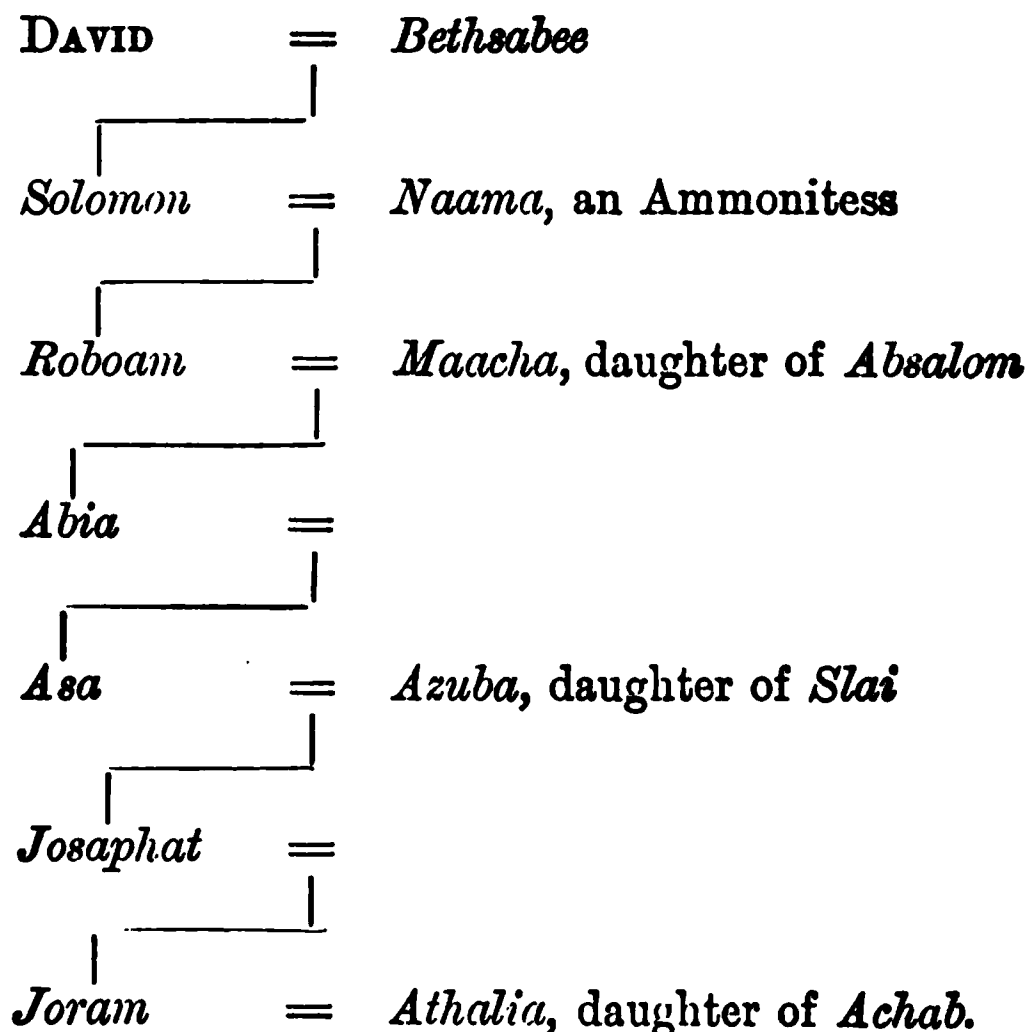 DAVID = Bethsabee
Solomon = Naama, an Ammonitess
Roboam = Maacha, daughter of Absalom
Abia =
Asa = Azuba, daughter of Slai
Josaphat =
Joram = Athalia, daughter of Achab.